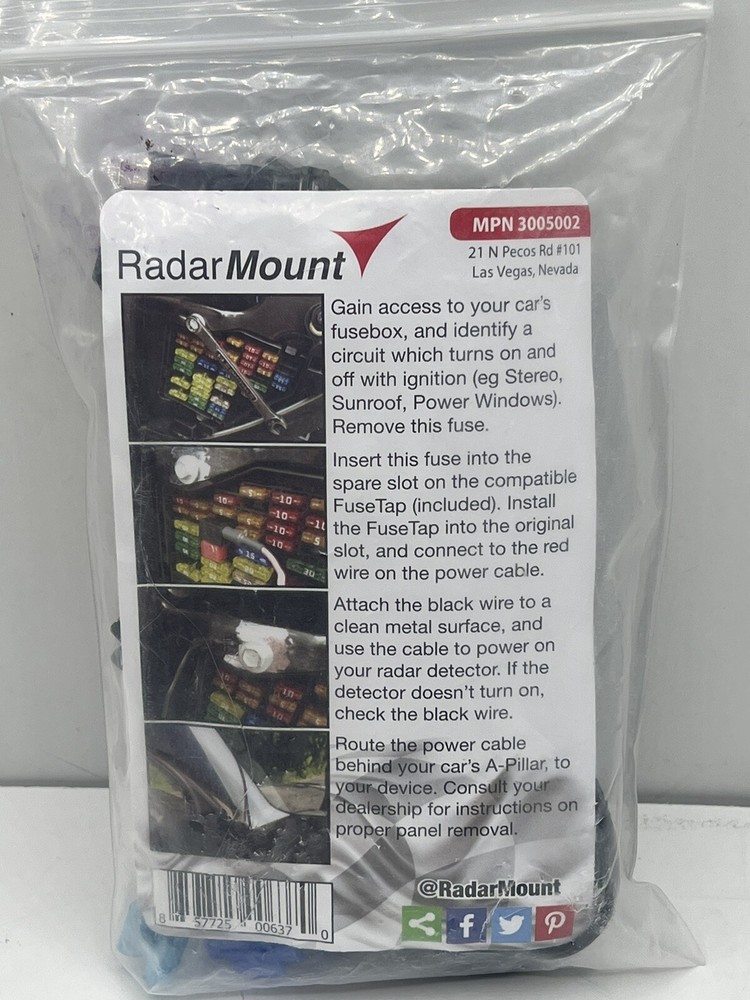 RadarMount
MPN 3005002
21 N Pecos Rd #101
Las Vegas, Nevada
Gain access to your car's
fusebox, and identify a
circuit which turns on and
off with ignition (eg Stereo,
Sunroof, Power Windows).
Remove this fuse.
Insert this fuse into the
spare slot on the compatible
FuseTap (included). Install
the FuseTap into the original
slot, and connect to the red
wire on the power cable.
Attach the black wire to a
clean metal surface, and
use the cable to power on
your radar detector. If the
detector doesn't turn on,
check the black wire.
Route the power cable
behind your car's A-Pillar, to
your device. Consult your
dealership for instructions on
proper panel removal.
@RadarMount
8 57725 00637 0